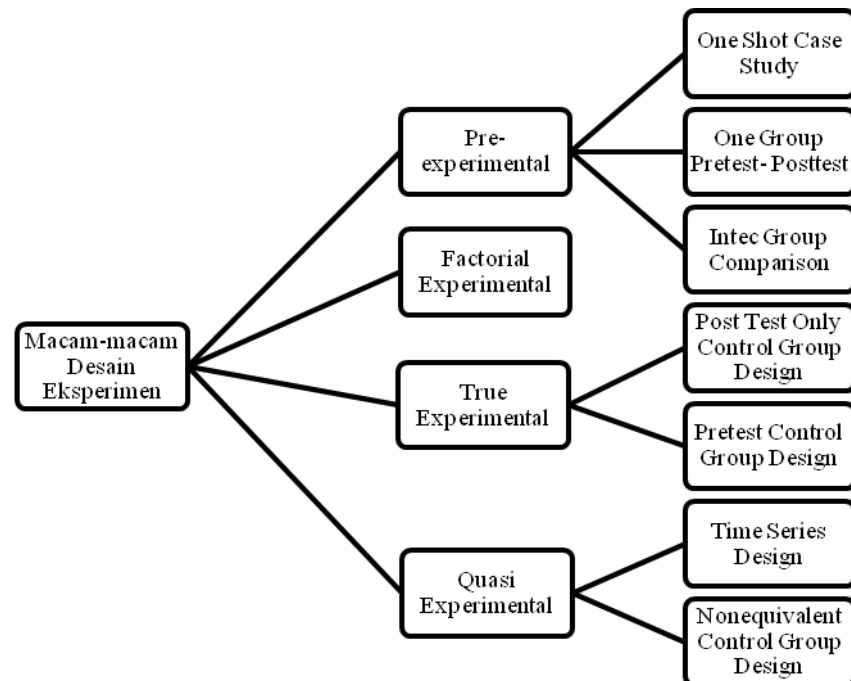 Macam-macam
Desain
Eksperimen
Pre-
experimental
Factorial
Experimental
True
Experimental
Quasi
Experimental
One Shot Case
Study
One Group
Pretest- Posttest
Intec Group
Comparison
Post Test Only
Control Group
Design
Pretest Control
Group Design
Time Series
Design
Nonequivalent
Control Group
Design